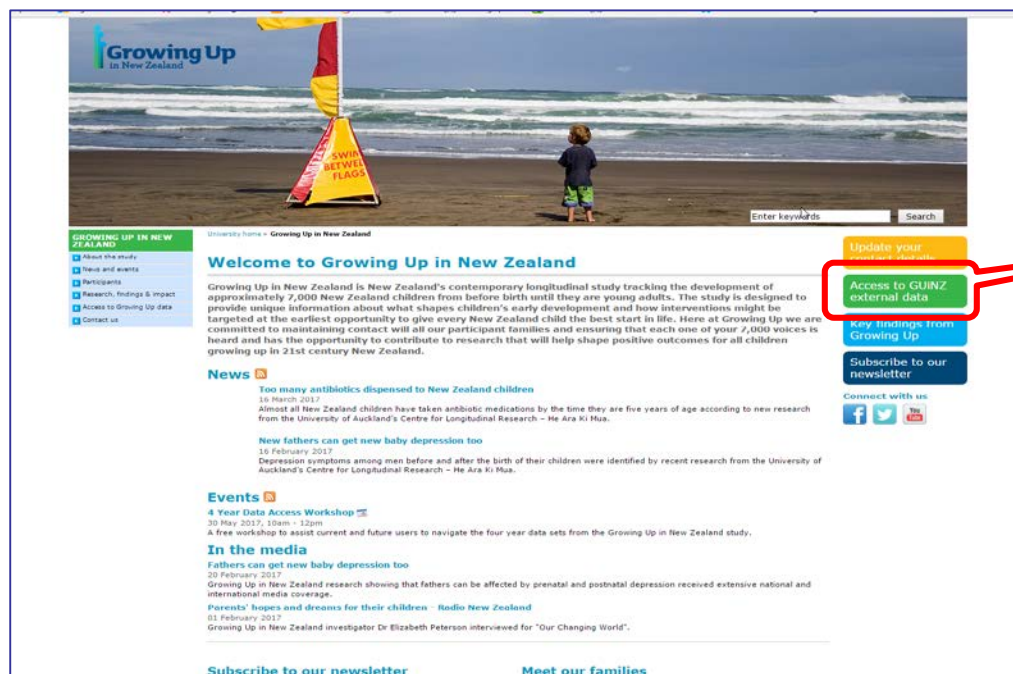 Growing Up
in New Zealand
SWIM
BETWEEN
FLAGS
Enter keywords
Search
GROWING UP IN NEW
ZEALAND
About the study
News and events
Participants
Research, findings & impact
Access to Growing Up data
Contact us
University home » Growing Up in New Zealand
Welcome to Growing Up in New Zealand
Growing Up in New Zealand is New Zealand's contemporary longitudinal study tracking the development of
approximately 7,000 New Zealand children from before birth until they are young adults. The study is designed to
provide unique information about what shapes children's early development and how interventions might be
targeted at the earliest opportunity to give every New Zealand child the best start in life. Here at Growing Up we are
committed to maintaining contact will all our participant families and ensuring that each one of your 7,000 voices is
heard and has the opportunity to contribute to research that will help shape positive outcomes for all children
growing up in 21st century New Zealand.
News
Too many antibiotics dispensed to New Zealand children
16 March 2017
Almost all New Zealand children have taken antibiotic medications by the time they are five years of age according to new research
from the University of Auckland's Centre for Longitudinal Research – He Ara Ki Mua.
New fathers can get new baby depression too
16 February 2017
Depression symptoms among men before and after the birth of their children were identified by recent research from the University of
Auckland's Centre for Longitudinal Research – He Ara Ki Mua.
Events
4 Year Data Access Workshop
30 May 2017, 10am - 12pm
A free workshop to assist current and future users to navigate the four year data sets from the Growing Up in New Zealand study.
In the media
Fathers can get new baby depression too
20 February 2017
Growing Up in New Zealand research showing that fathers can be affected by prenatal and postnatal depression received extensive national and
international media coverage.
Parents' hopes and dreams for their children - Radio New Zealand
01 February 2017
Growing Up in New Zealand investigator Dr Elizabeth Peterson interviewed for "Our Changing World".
Subscribe to our newsletter
Meet our families
Update your
contact details
Access to GUiNZ
external data
Key findings from
Growing Up
Subscribe to our
newsletter
Connect with us
You
Tube